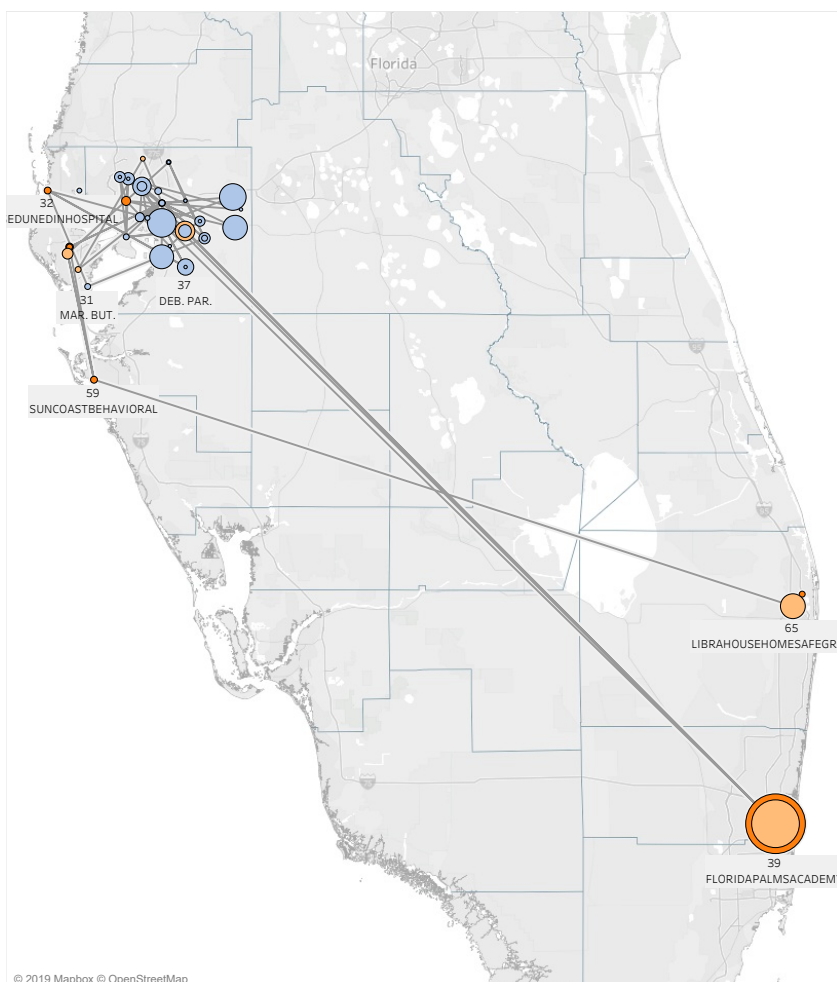 Florida
32
EDUNEDINHOSPITAL
37
DEB. PAR.
31
MAR. BUT.
59
SUNCOASTBEHAVIORAL
65
LIBRAHOUSEHOMESAFEGR
39
FLORIDAPALMSACADEM
© 2019 Mapbox © OpenStreetMap